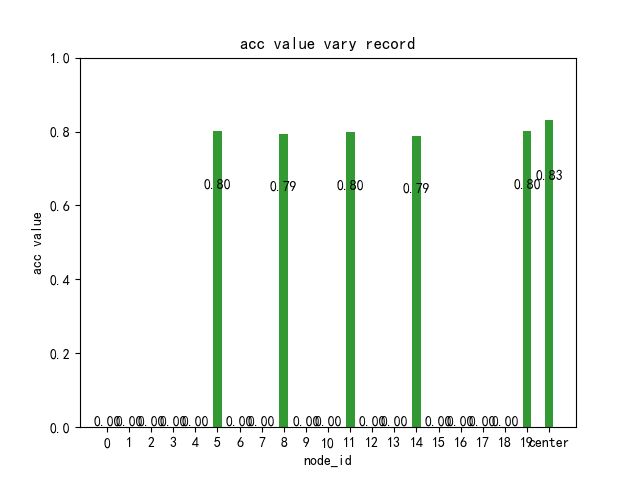 acc value vary record
1.0
0.8
0.6
0.4
0.2
0.0
acc value
0.00 0.00 0.00 0.00 0.00 0.80 0.00 0.00 0.79 0.00 0.00 0.80 0.00 0.00 0.79 0.00 0.00 0.00 0.00 0.80 0.83
0 1 2 3 4 5 6 7 8 9 10 11 12 13 14 15 16 17 18 19 center
node_id